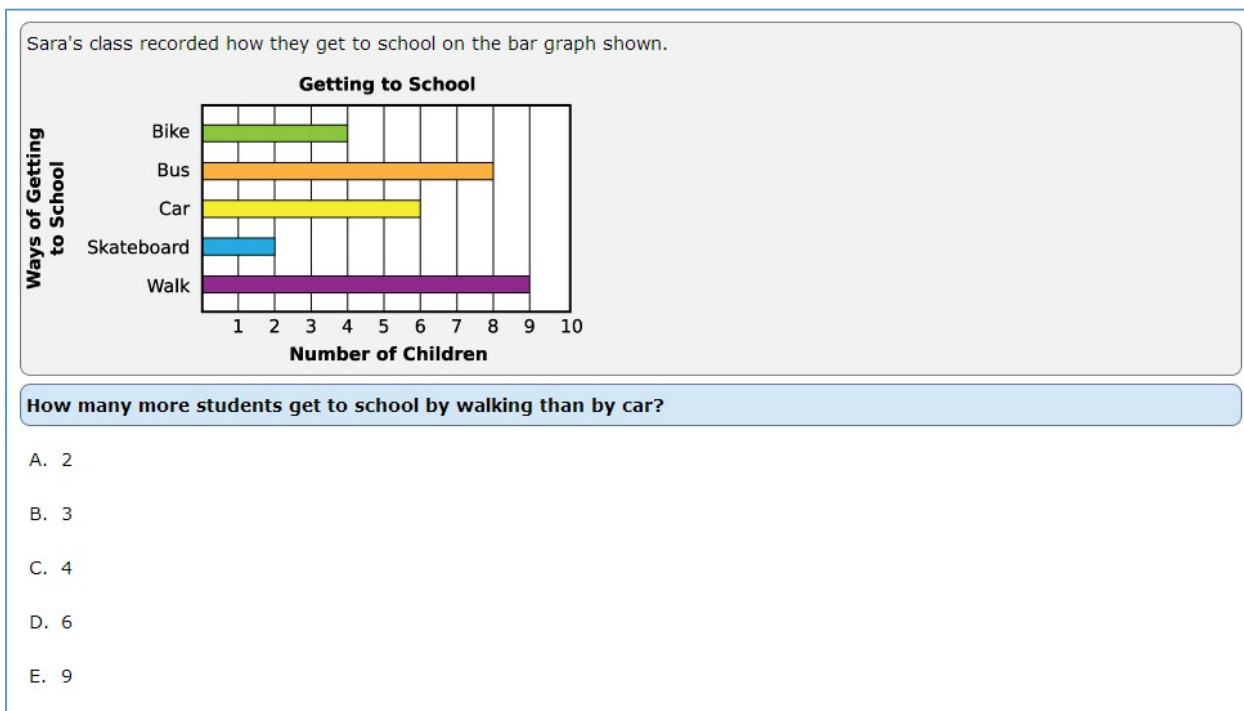 Sara's class recorded how they get to school on the bar graph shown.
Getting to School
Ways of Getting
to School
Bike
Bus
Car
Skateboard
Walk
1 2 3 4 5 6 7 8 9 10
Number of Children
How many more students get to school by walking than by car?
A. 2
B. 3
C. 4
D. 6
E. 9